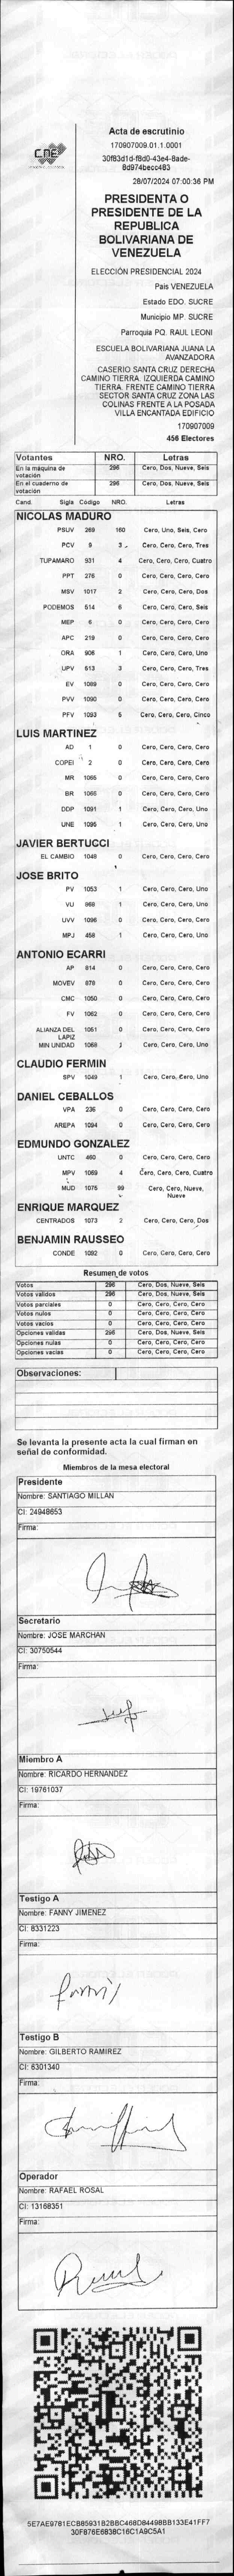 CNE
Acta de escrutinio
170907009.01.1.0001
30f83d1d-f8d0-43e4-8ade-
8d974becc483
28/07/2024 07:00:36 PM
PRESIDENTA O
PRESIDENTE DE LA
REPUBLICA
BOLIVARIANA DE
VENEZUELA
ELECCIÓN PRESIDENCIAL 2024
País VENEZUELA
Estado EDO. SUCRE
Municipio MP. SUCRE
Parroquia PQ. RAUL LEONI
ESCUELA BOLIVARIANA JUANA LA
AVANZADORA
CASERIO SANTA CRUZ DERECHA
CAMINO TIERRA. IZQUIERDA CAMINO
TIERRA. FRENTE CAMINO TIERRA
SECTOR SANTA CRUZ ZONA LAS
COLINAS FRENTE A LA POSADA
VILLA ENCANTADA EDIFICIO
170907009
456 Electores
Votantes NRO. Letras
En la máquina de votación 296 Cero, Dos, Nueve, Seis
En el cuaderno de votación 296 Cero, Dos, Nueve, Seis
Cand. Sigla Código NRO. Letras
NICOLAS MADURO
PSUV 269 160 Cero, Uno, Seis, Cero
PCV 9 3 Cero, Cero, Cero, Tres
TUPAMARO 931 4 Cero, Cero, Cero, Cuatro
PPT 276 0 Cero, Cero, Cero, Cero
MSV 1017 2 Cero, Cero, Cero, Dos
PODEMOS 514 6 Cero, Cero, Cero, Seis
MEP 6 0 Cero, Cero, Cero, Cero
APC 219 0 Cero, Cero, Cero, Cero
ORA 906 1 Cero, Cero, Cero, Uno
UPV 513 3 Cero, Cero, Cero, Tres
EV 1089 0 Cero, Cero, Cero, Cero
PVV 1090 0 Cero, Cero, Cero, Cero
PFV 1093 5 Cero, Cero, Cero, Cinco
LUIS MARTINEZ
AD 1 0 Cero, Cero, Cero, Cero
COPEI 2 0 Cero, Cero, Cero, Cero
MR 1065 0 Cero, Cero, Cero, Cero
BR 1066 0 Cero, Cero, Cero, Cero
DDP 1091 1 Cero, Cero, Cero, Uno
UNE 1095 1 Cero, Cero, Cero, Uno
JAVIER BERTUCCI
EL CAMBIO 1048 0 Cero, Cero, Cero, Cero
JOSE BRITO
PV 1053 1 Cero, Cero, Cero, Uno
VU 968 1 Cero, Cero, Cero, Uno
UVV 1096 0 Cero, Cero, Cero, Cero
MPJ 458 1 Cero, Cero, Cero, Uno
ANTONIO ECARRI
AP 814 0 Cero, Cero, Cero, Cero
MOVEV 878 0 Cero, Cero, Cero, Cero
CMC 1050 0 Cero, Cero, Cero, Cero
FV 1062 0 Cero, Cero, Cero, Cero
ALIANZA DEL LAPIZ 1051 0 Cero, Cero, Cero, Cero
MIN UNIDAD 1068 1 Cero, Cero, Cero, Uno
CLAUDIO FERMIN
SPV 1049 1 Cero, Cero, Cero, Uno
DANIEL CEBALLOS
VPA 236 0 Cero, Cero, Cero, Cero
AREPA 1094 0 Cero, Cero, Cero, Cero
EDMUNDO GONZALEZ
UNTC 460 0 Cero, Cero, Cero, Cero
MPV 1069 4 Cero, Cero, Cero, Cuatro
MUD 1075 99 Cero, Cero, Nueve, Nueve
ENRIQUE MARQUEZ
CENTRADOS 1073 2 Cero, Cero, Cero, Dos
BENJAMIN RAUSSEO
CONDE 1092 0 Cero, Cero, Cero, Cero
Resumen de votos
Votos 296 Cero, Dos, Nueve, Seis
Votos validos 296 Cero, Dos, Nueve, Seis
Votos parciales 0 Cero, Cero, Cero, Cero
Votos nulos 0 Cero, Cero, Cero, Cero
Votos vacios 0 Cero, Cero, Cero, Cero
Opciones validas 296 Cero, Dos, Nueve, Seis
Opciones nulas 0 Cero, Cero, Cero, Cero
Opciones vacias 0 Cero, Cero, Cero, Cero
Observaciones:
Se levanta la presente acta la cual firman en
señal de conformidad.
Miembros de la mesa electoral
Presidente
Nombre: SANTIAGO MILLAN
CI: 24948653
Firma:
Secretario
Nombre: JOSE MARCHAN
CI: 30750544
Firma:
Miembro A
Nombre: RICARDO HERNANDEZ
CI: 19761037
Firma:
Testigo A
Nombre: FANNY JIMENEZ
CI: 8331223
Firma:
Testigo B
Nombre: GILBERTO RAMIREZ
CI: 6301340
Firma:
Operador
Nombre: RAFAEL ROSAL
CI: 13168351
Firma:
5E7AE9781ECB85931B2BBC468D84498BB133E41FF7
30F876E6838C16C1A9C5A1